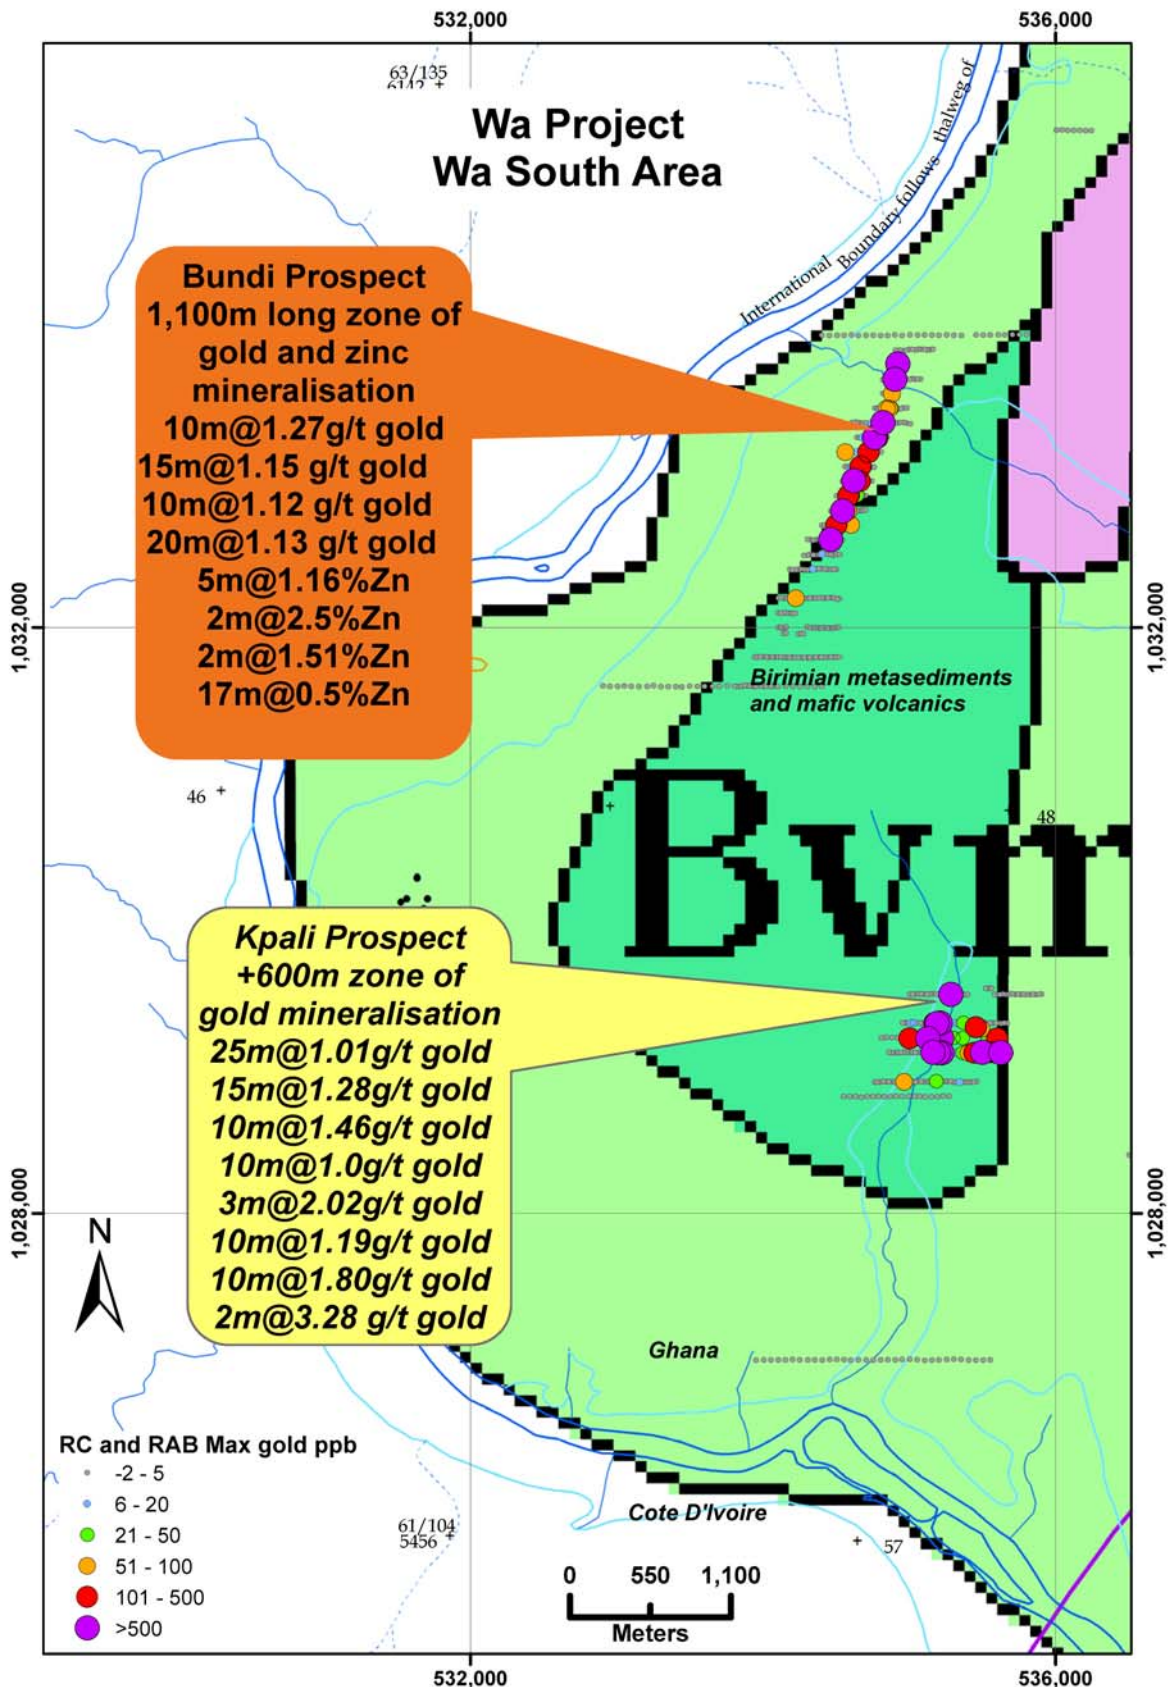 532,000
536,000
63/135
Wa Project
Wa South Area
International Boundary follows thalweg of
Bundi Prospect
1,100m long zone of
gold and zinc
mineralisation
10m@1.27g/t gold
15m@1.15 g/t gold
10m@1.12 g/t gold
20m@1.13 g/t gold
5m@1.16%Zn
2m@2.5%Zn
2m@1.51%Zn
17m@0.5%Zn
1,032,000
1,032,000
Birimian metasediments
and mafic volcanics
46
48
Bvm
Kpali Prospect
+600m zone of
gold mineralisation
25m@1.01g/t gold
15m@1.28g/t gold
10m@1.46g/t gold
10m@1.0g/t gold
3m@2.02g/t gold
10m@1.19g/t gold
10m@1.80g/t gold
2m@3.28 g/t gold
1,028,000
1,028,000
N
Ghana
RC and RAB Max gold ppb
-2 - 5
6 - 20
21 - 50
51 - 100
101 - 500
>500
61/104
5456
Cote D'Ivoire
57
0 550 1,100
Meters
532,000
536,000